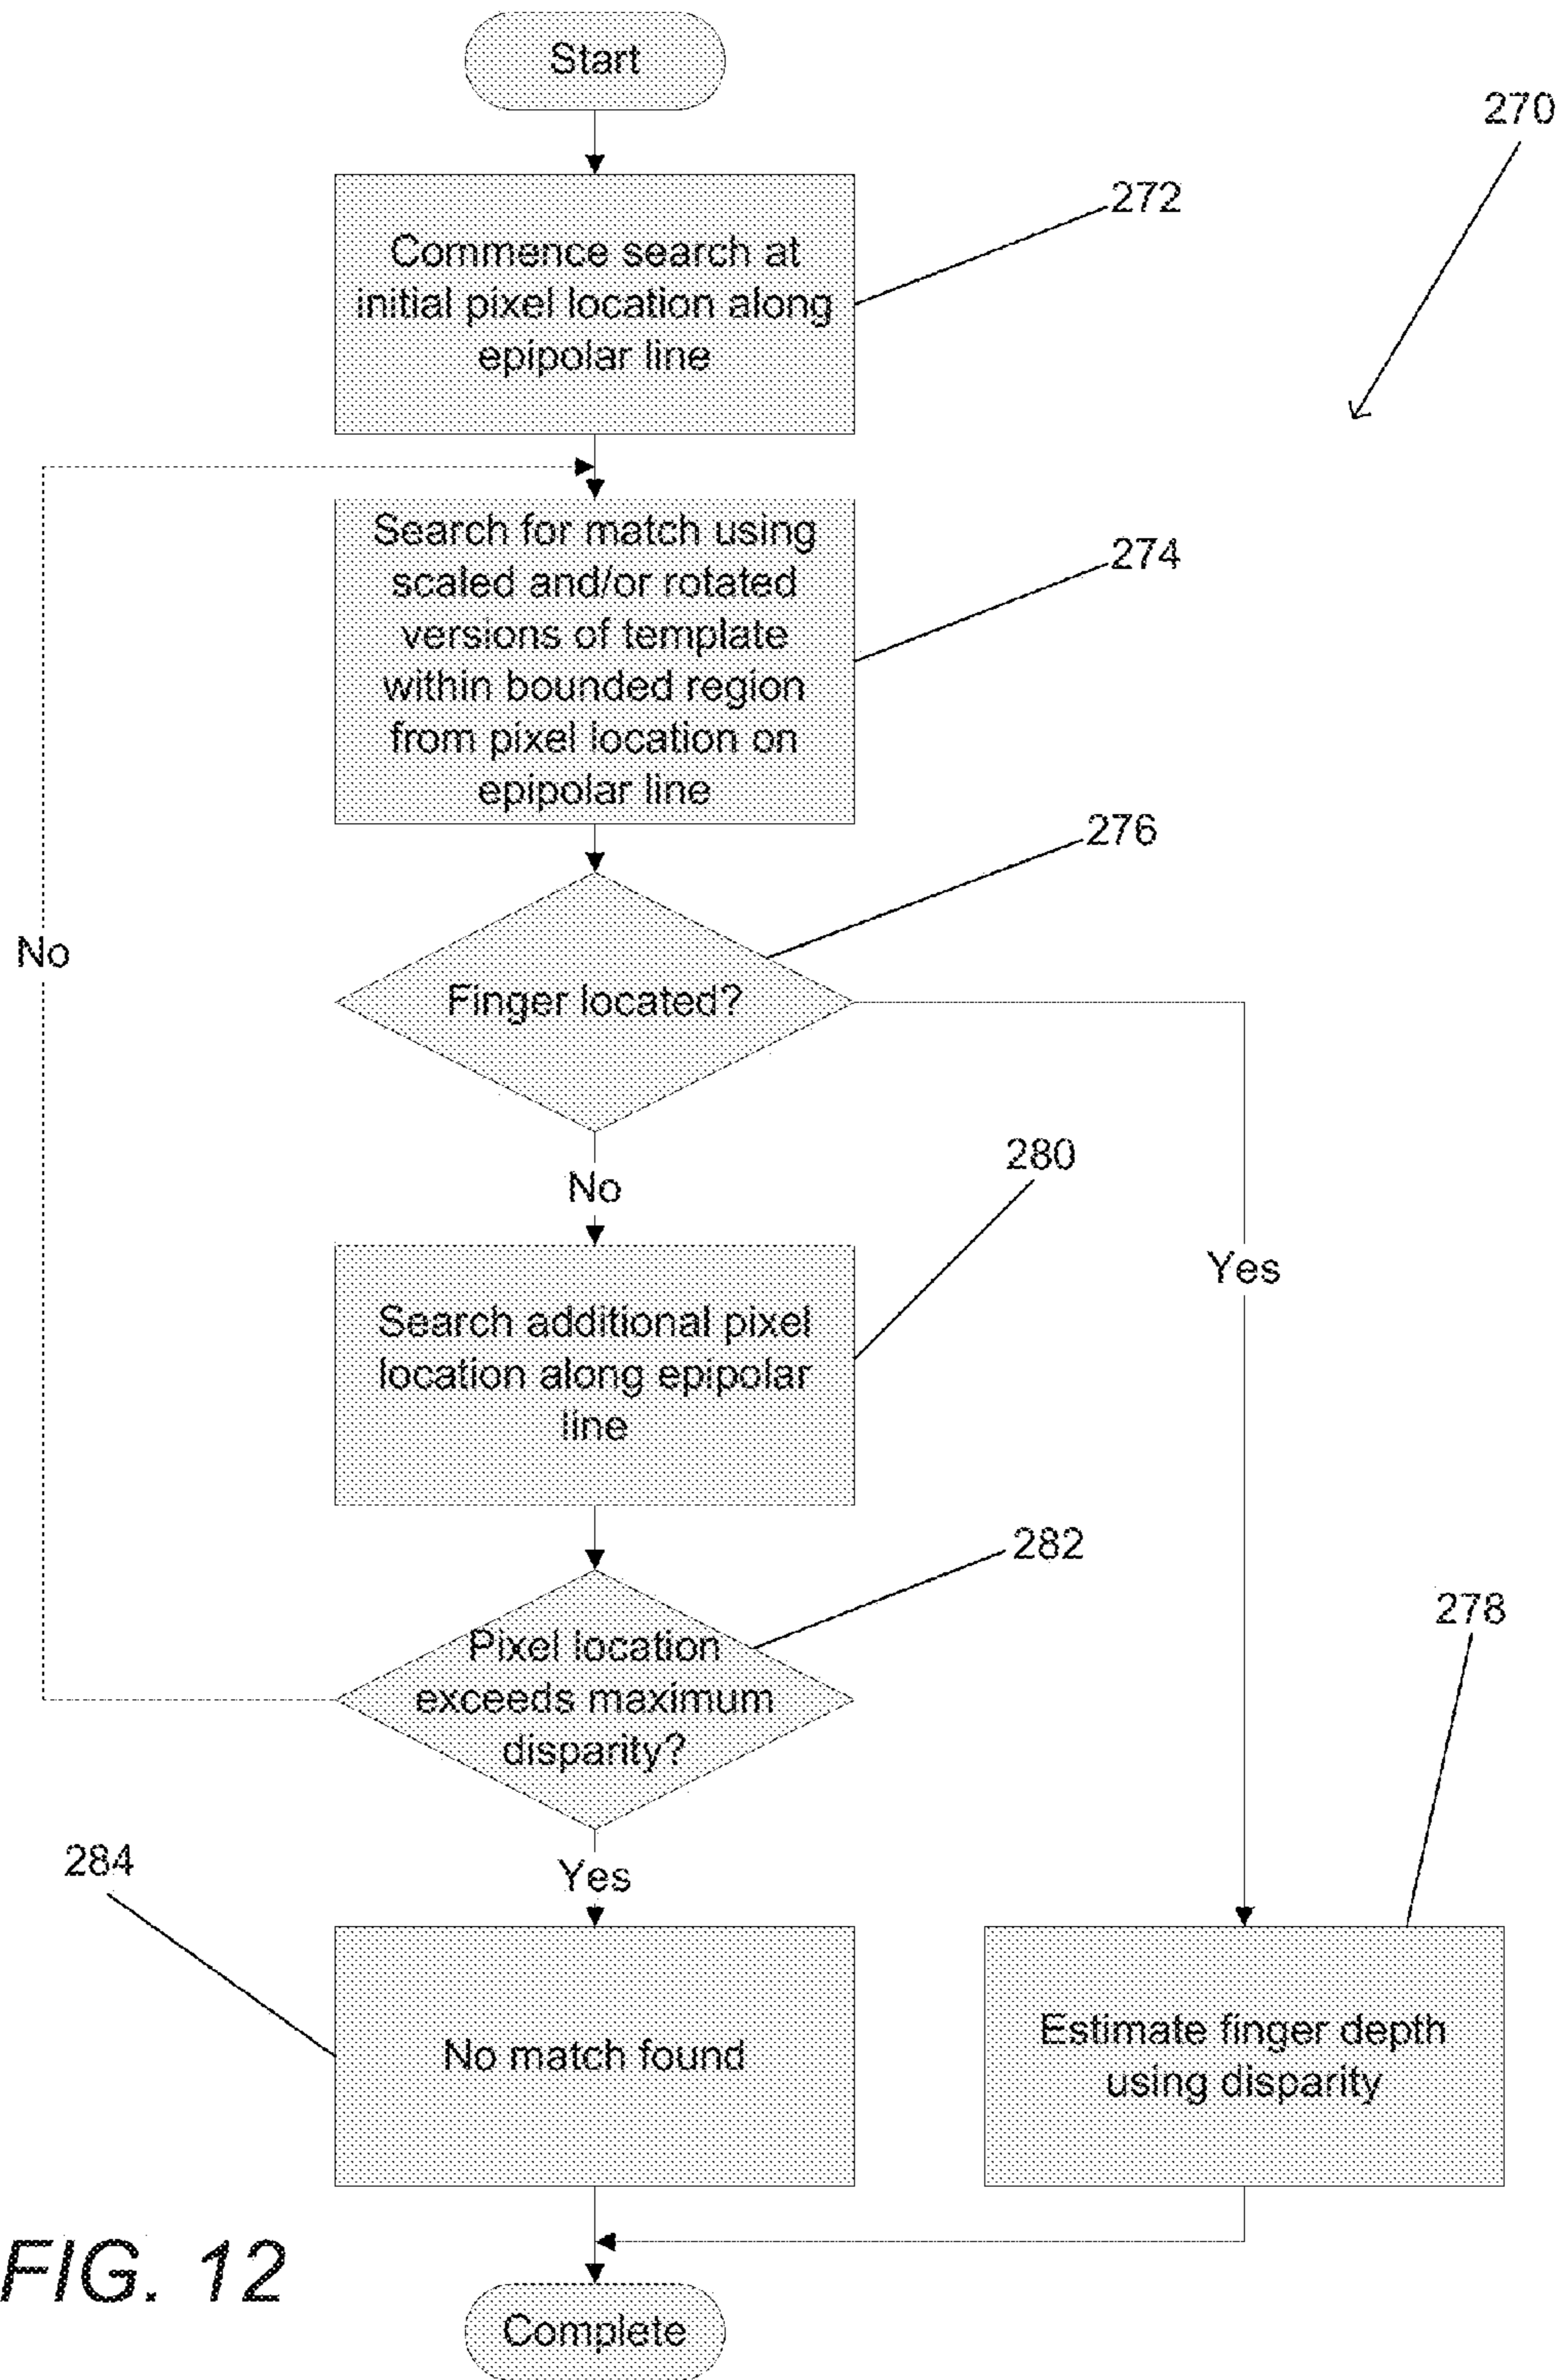 Start
270
272
Commence search at
initial pixel location along
epipolar line
Search for match using
scaled and/or rotated
versions of template
within bounded region
from pixel location on
epipolar line
274
276
No
Finger located?
280
No
Yes
Search additional pixel
location along epipolar
line
282
278
Pixel location
exceeds maximum
disparity?
284
Yes
No match found
Estimate finger depth
using disparity
FIG. 12
Complete